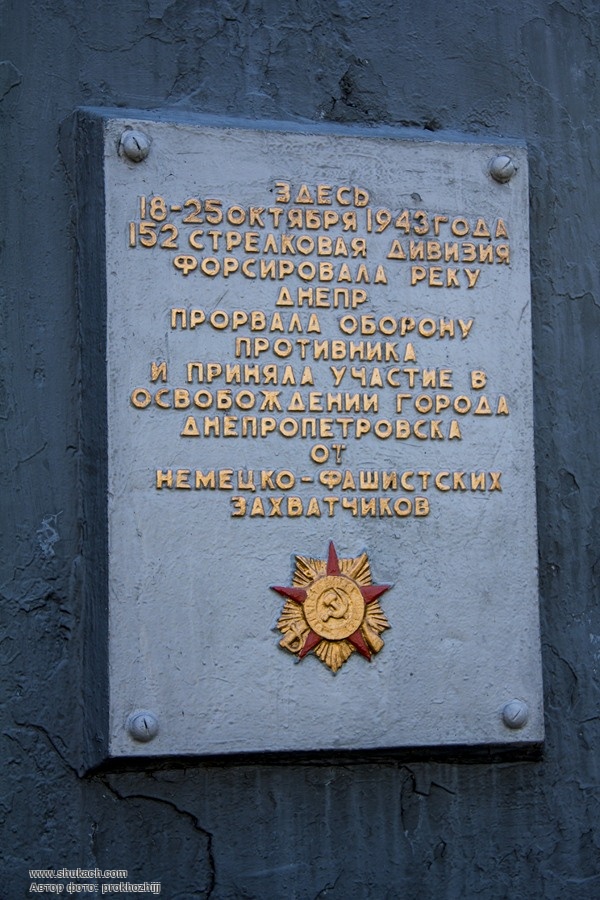 ЗДЕСЬ
18-25 ОКТЯБРЯ 1943 ГОДА
152 СТРЕЛКОВАЯ ДИВИЗИЯ
ФОРСИРОВАЛА РЕКУ
ДНЕПР
ПРОРВАЛА ОБОРОНУ
ПРОТИВНИКА
И ПРИНЯЛА УЧАСТИЕ В
ОСВОБОЖДЕНИИ ГОРОДА
ДНЕПРОПЕТРОВСКА
ОТ
НЕМЕЦКО-ФАШИСТСКИХ
ЗАХВАТЧИКОВ
www.shukach.com
Автор фото: prokhozhijj